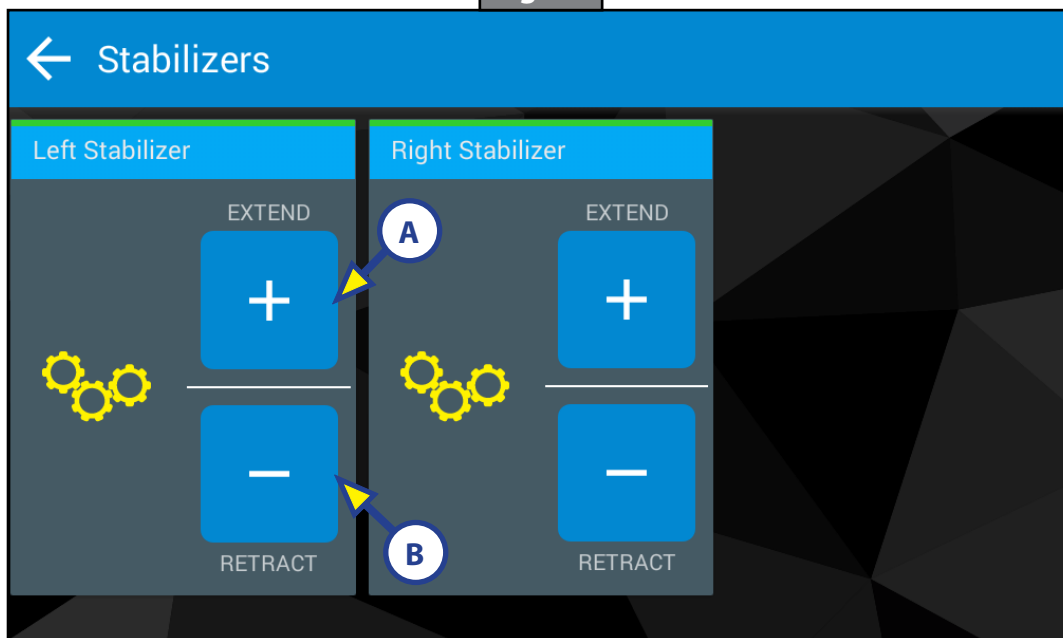 Stabilizers
Left Stabilizer
EXTEND
+
A
−
B
RETRACT
Right Stabilizer
EXTEND
+
−
RETRACT